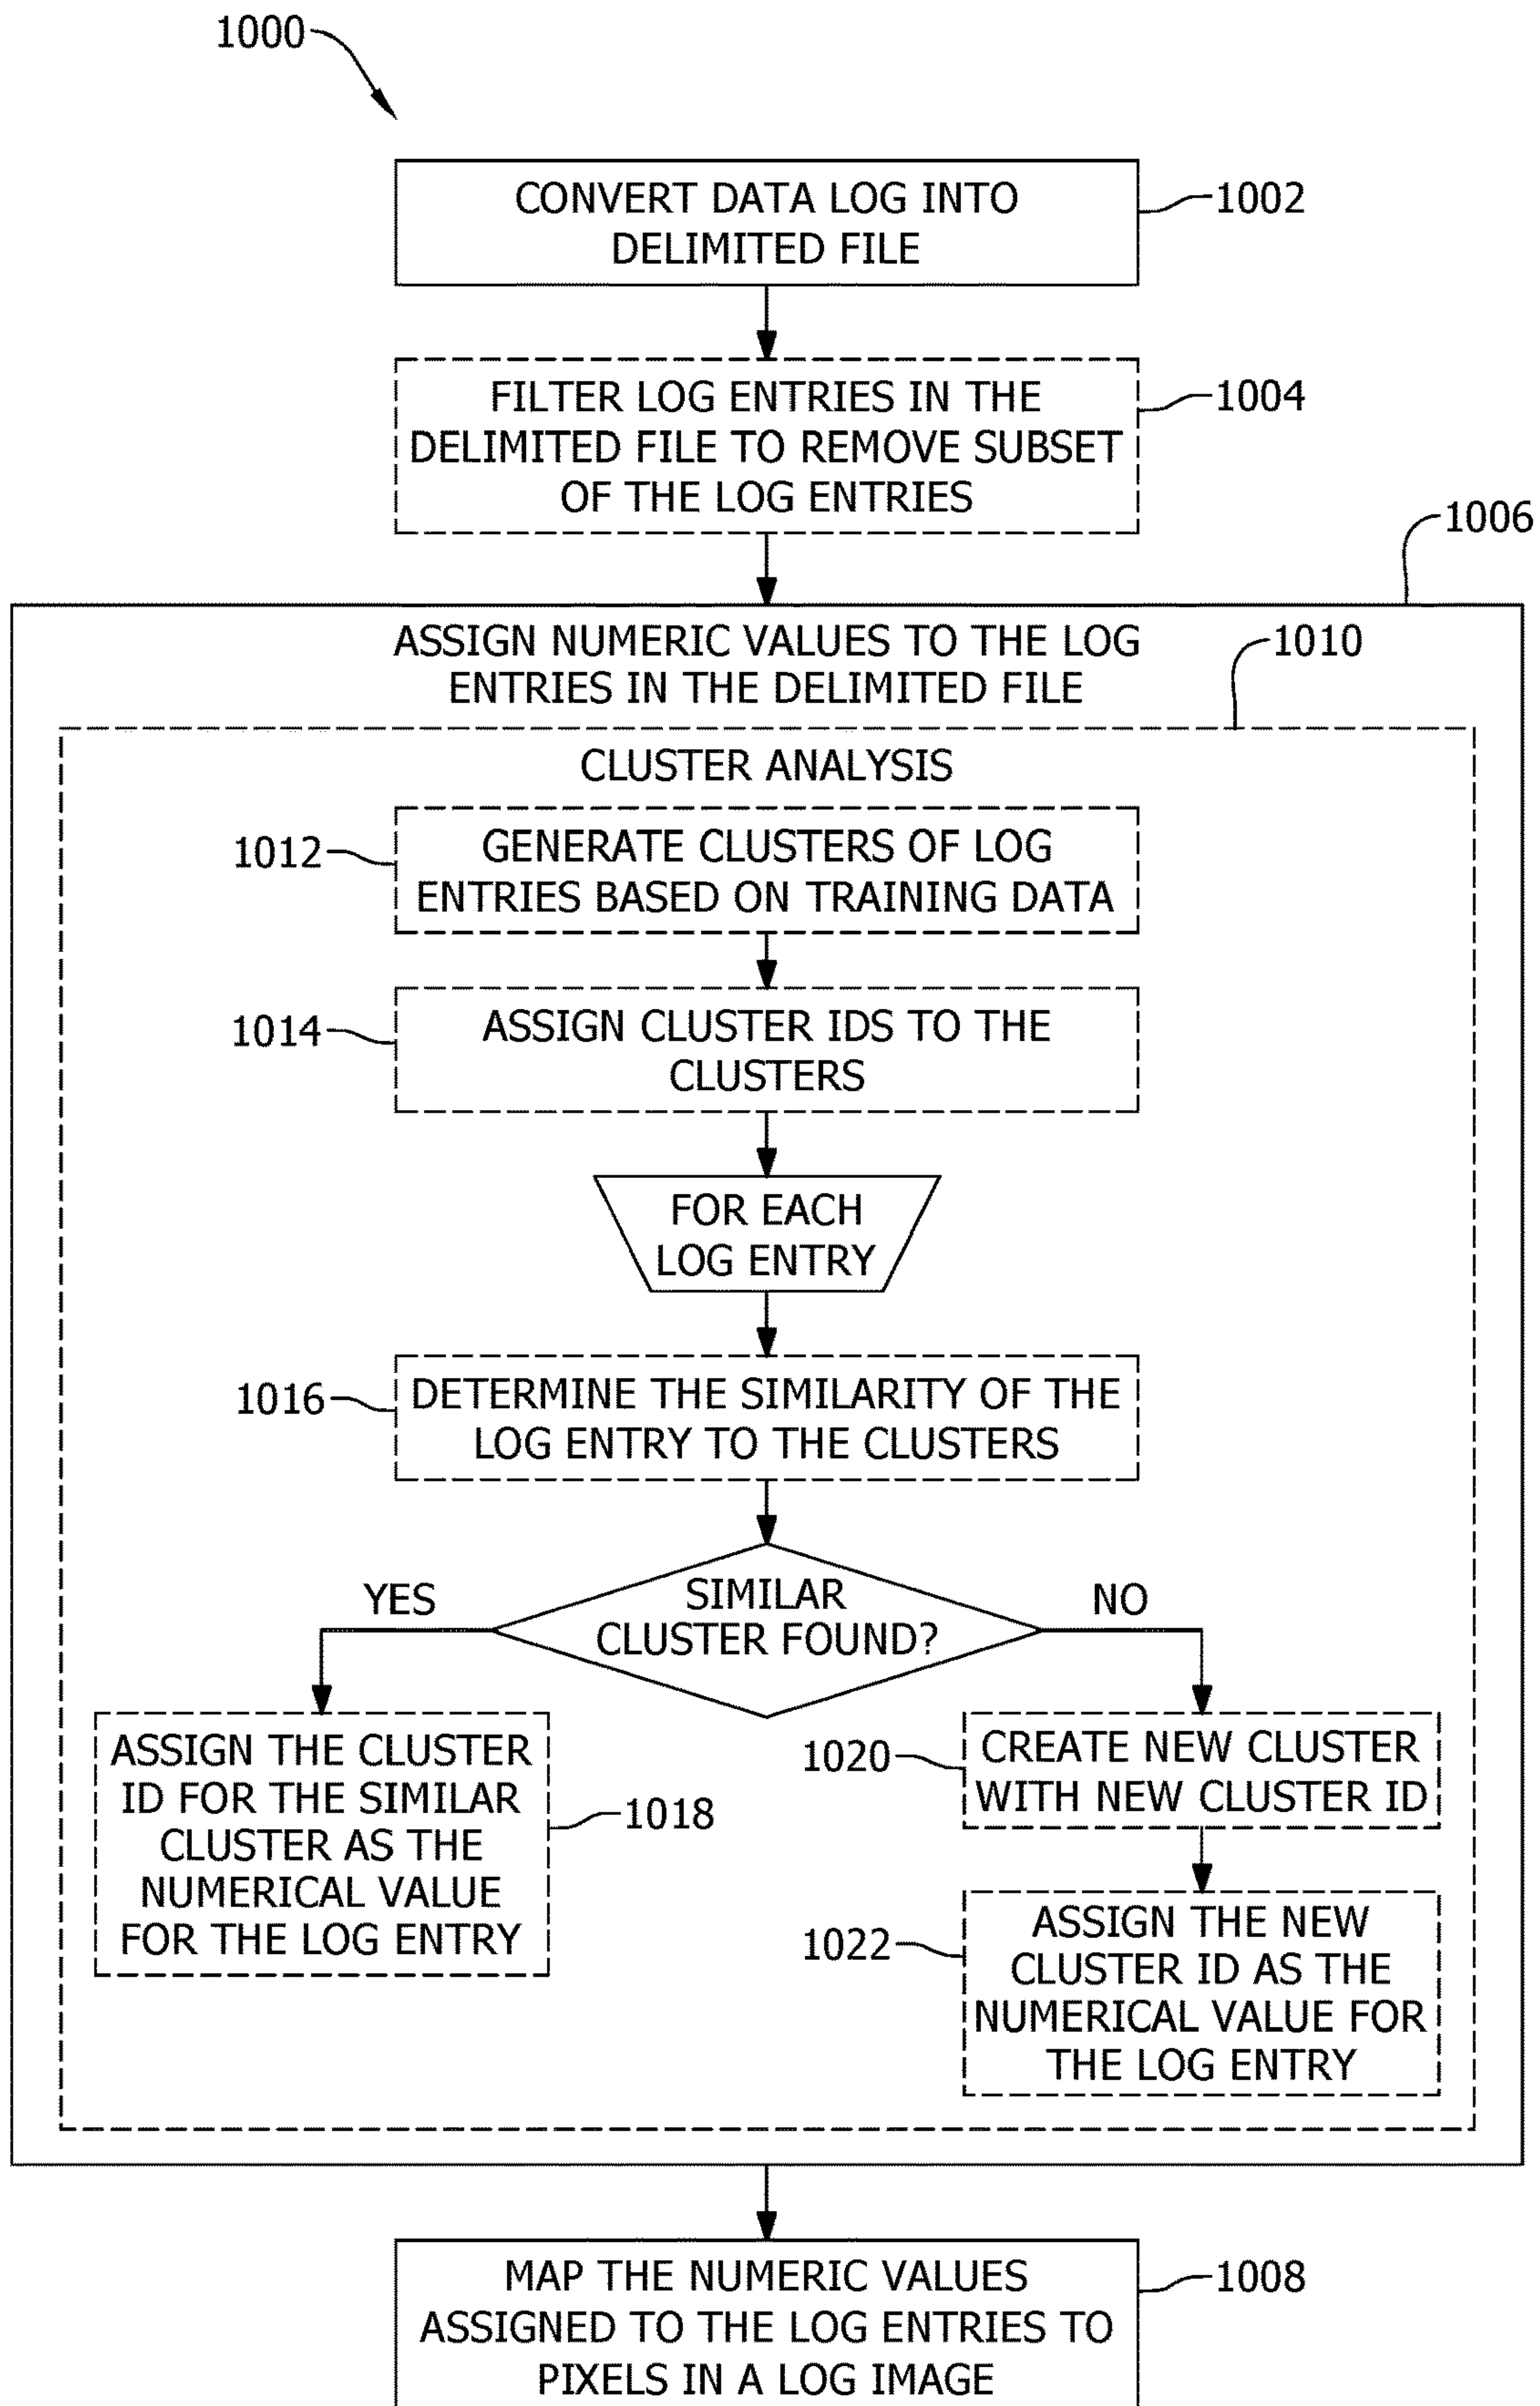 1000
CONVERT DATA LOG INTO
DELIMITED FILE
1002
FILTER LOG ENTRIES IN THE
DELIMITED FILE TO REMOVE SUBSET
OF THE LOG ENTRIES
1004
1006
ASSIGN NUMERIC VALUES TO THE LOG
ENTRIES IN THE DELIMITED FILE
1010
CLUSTER ANALYSIS
1012
GENERATE CLUSTERS OF LOG
ENTRIES BASED ON TRAINING DATA
1014
ASSIGN CLUSTER IDS TO THE
CLUSTERS
FOR EACH
LOG ENTRY
1016
DETERMINE THE SIMILARITY OF THE
LOG ENTRY TO THE CLUSTERS
SIMILAR
CLUSTER FOUND?
YES
NO
ASSIGN THE CLUSTER
ID FOR THE SIMILAR
CLUSTER AS THE
NUMERICAL VALUE
FOR THE LOG ENTRY
1018
1020
CREATE NEW CLUSTER
WITH NEW CLUSTER ID
1022
ASSIGN THE NEW
CLUSTER ID AS THE
NUMERICAL VALUE FOR
THE LOG ENTRY
MAP THE NUMERIC VALUES
ASSIGNED TO THE LOG ENTRIES TO
PIXELS IN A LOG IMAGE
1008